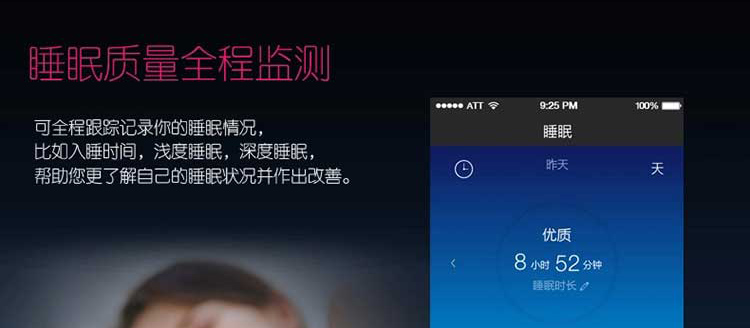 睡眠质量全程监测
可全程跟踪记录你的睡眠情况，
比如入睡时间，浅度睡眠，深度睡眠，
帮助您更了解自己的睡眠状况并作出改善。
ATT 9:25 PM 100%
睡眠
昨天 天
优质
8 小时 52 分钟
睡眠时长